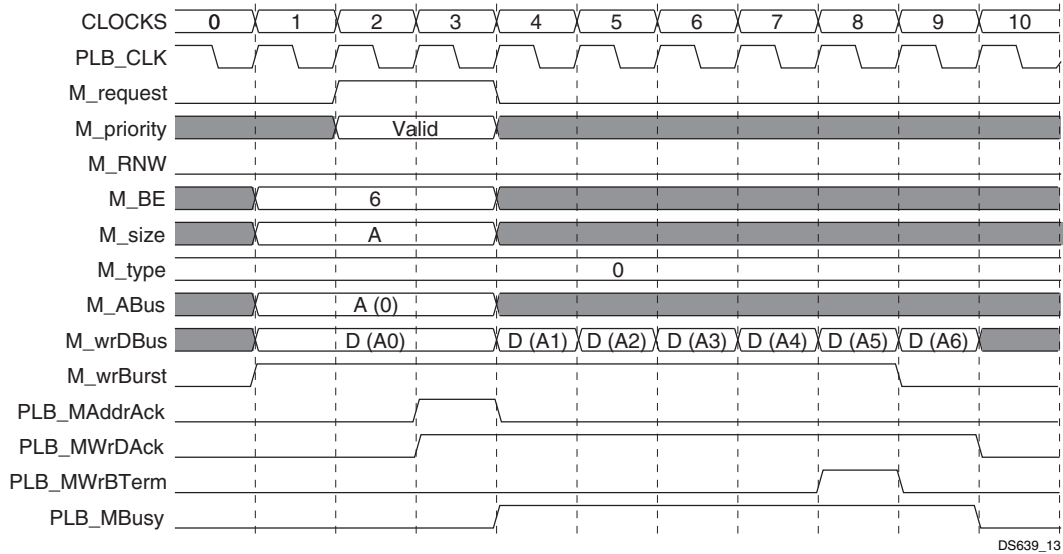 CLOCKS 0 1 2 3 4 5 6 7 8 9 10
PLB_CLK
M_request
M_priority Valid
M_RNW
M_BE 6
M_size A
M_type 0
M_ABus A (0)
M_wrDBus D (A0) D (A1) D (A2) D (A3) D (A4) D (A5) D (A6)
M_wrBurst
PLB_MAddrAck
PLB_MWrDAck
PLB_MWrBTerm
PLB_MBusy
DS639_13